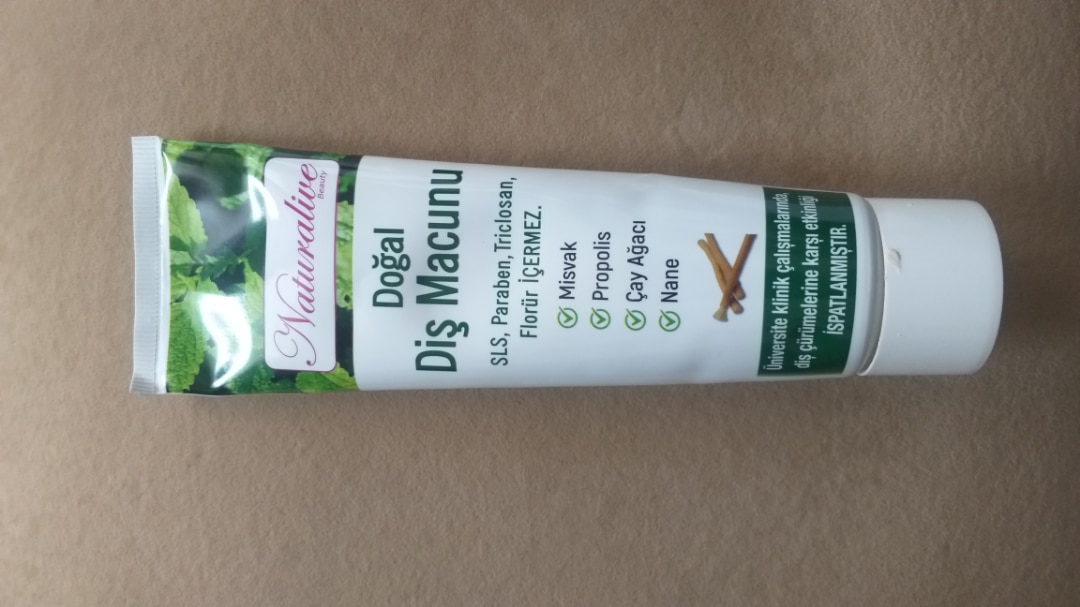 Naturalive
Beauty
Doğal
Diş Macunu
SLS, Paraben, Triclosan,
Florür İÇERMEZ.
Misvak
Propolis
Çay Ağacı
Nane
Üniversite klinik çalışmalarında,
diş çürümelerine karşı etkinliği
İSPATLANMIŞTIR.